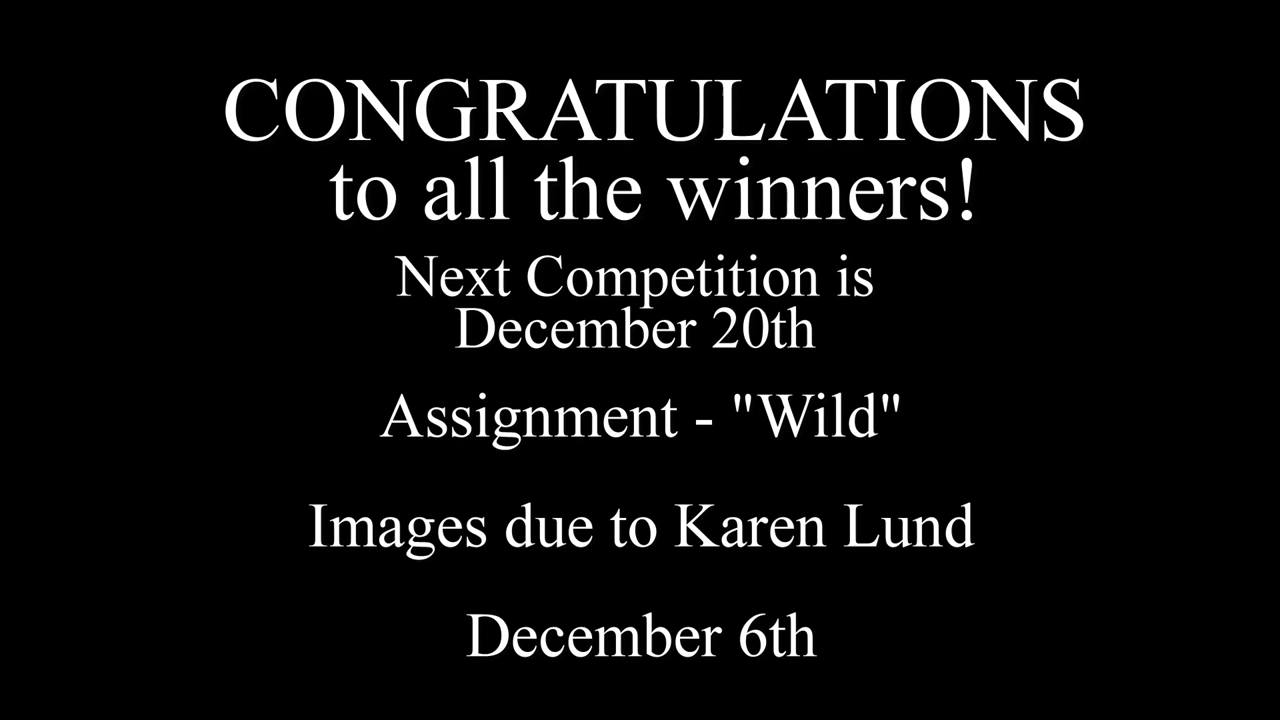 CONGRATULATIONS
to all the winners!
Next Competition is
December 20th
Assignment - "Wild"
Images due to Karen Lund
December 6th